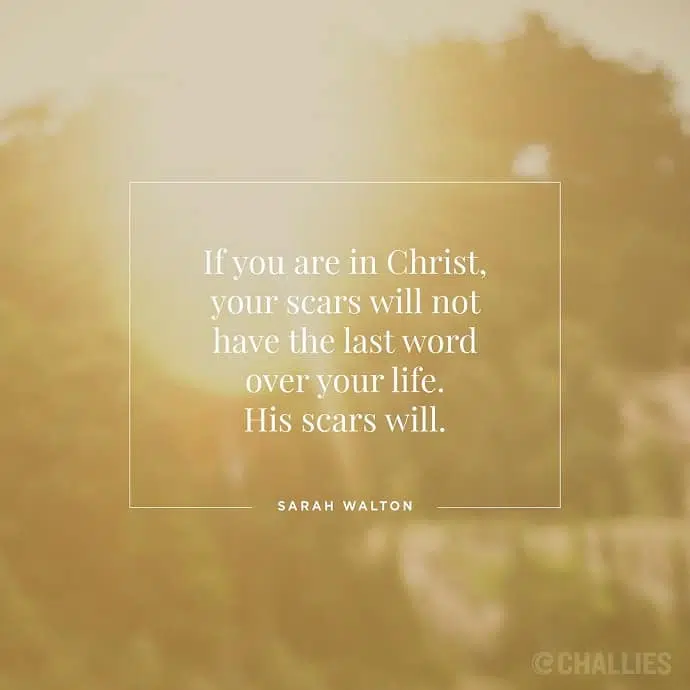 If you are in Christ,
your scars will not
have the last word
over your life.
His scars will.
SARAH WALTON
@CHALLIES